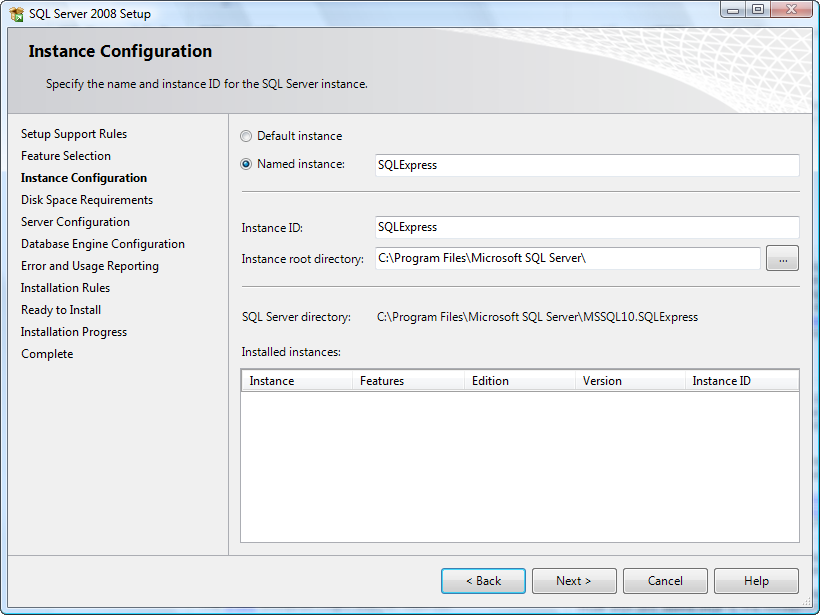 SQL Server 2008 Setup
Instance Configuration
Specify the name and instance ID for the SQL Server instance.
Setup Support Rules
Feature Selection
Instance Configuration
Disk Space Requirements
Server Configuration
Database Engine Configuration
Error and Usage Reporting
Installation Rules
Ready to Install
Installation Progress
Complete
Default instance
Named instance: SQLExpress
Instance ID: SQLExpress
Instance root directory: C:\Program Files\Microsoft SQL Server\ ...
SQL Server directory: C:\Program Files\Microsoft SQL Server\MSSQL10.SQLExpress
Installed instances:
Instance Features Edition Version Instance ID
< Back Next > Cancel Help